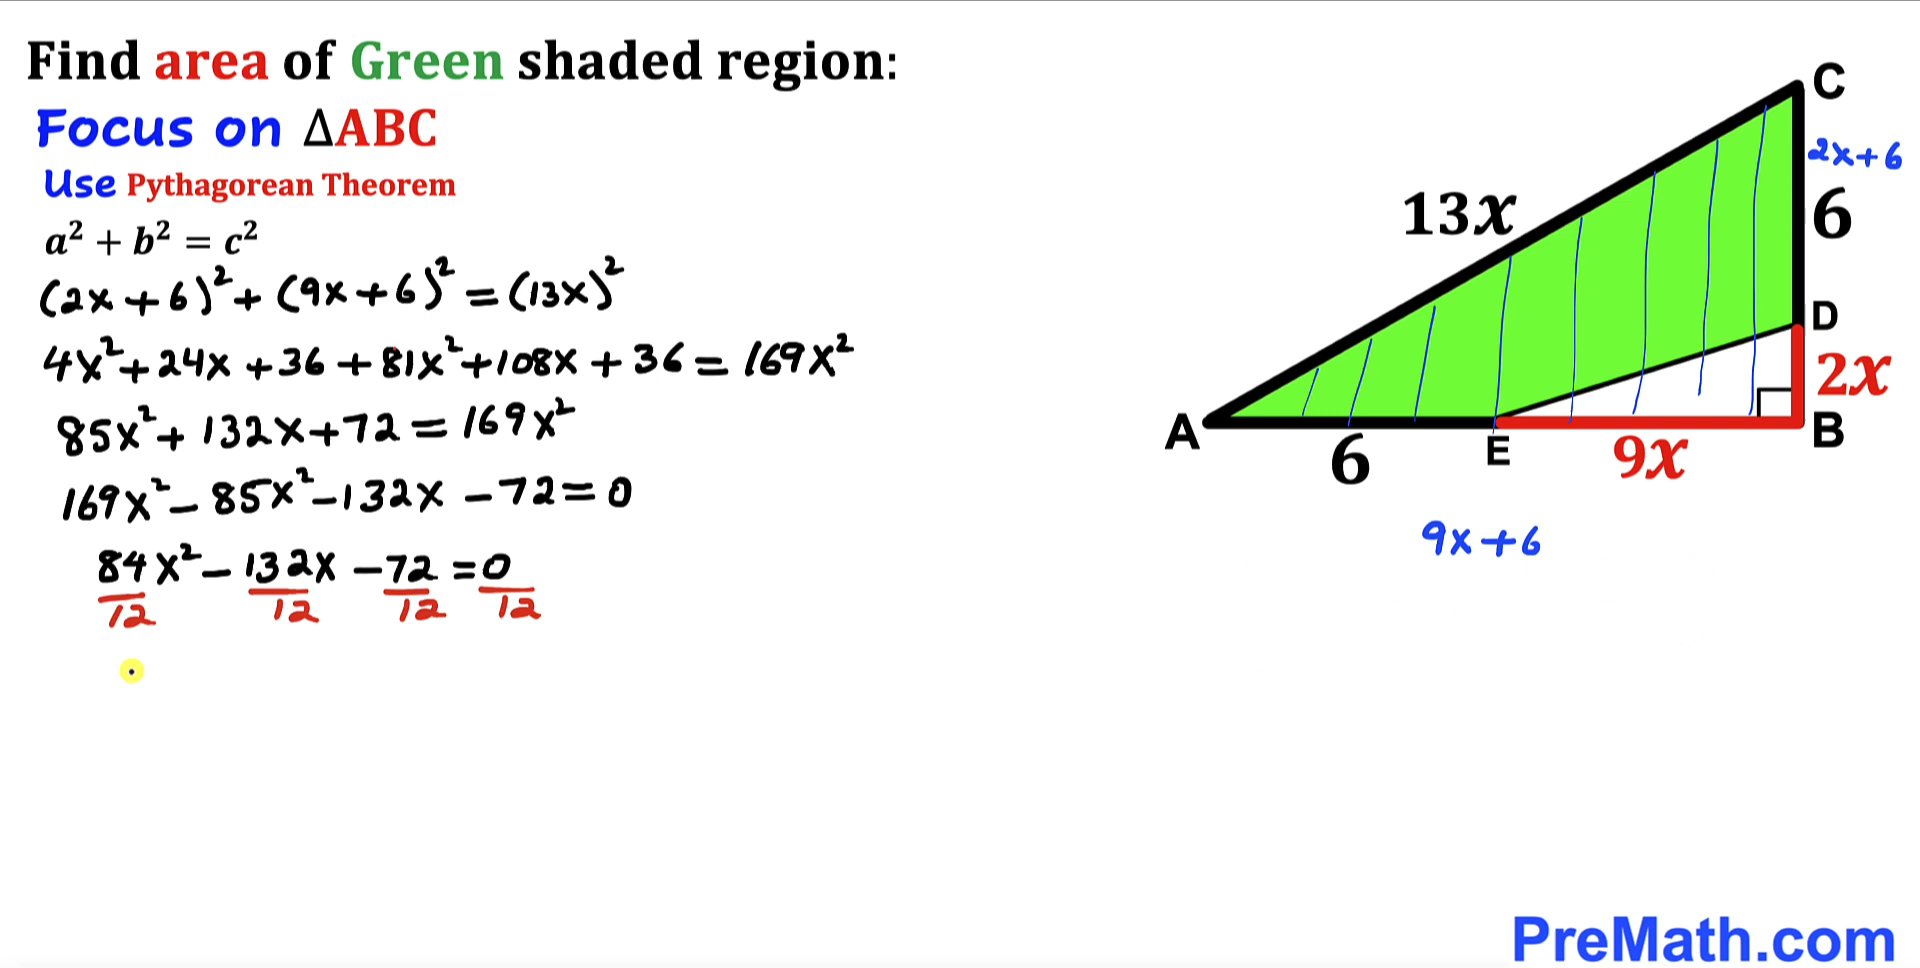 Find area of Green shaded region:
Focus on ΔABC
Use Pythagorean Theorem
a² + b² = c²
(2x+6)²+(9x+6)²=(13x)²
4x²+24x+36+81x²+108x+36=169x²
85x²+132x+72=169x²
169x²-85x²-132x-72=0
84x²-132x-72=0
12 12 12 12
C
2x+6
13x
6
D
2x
A
B
6
E
9x
9x+6
PreMath.com